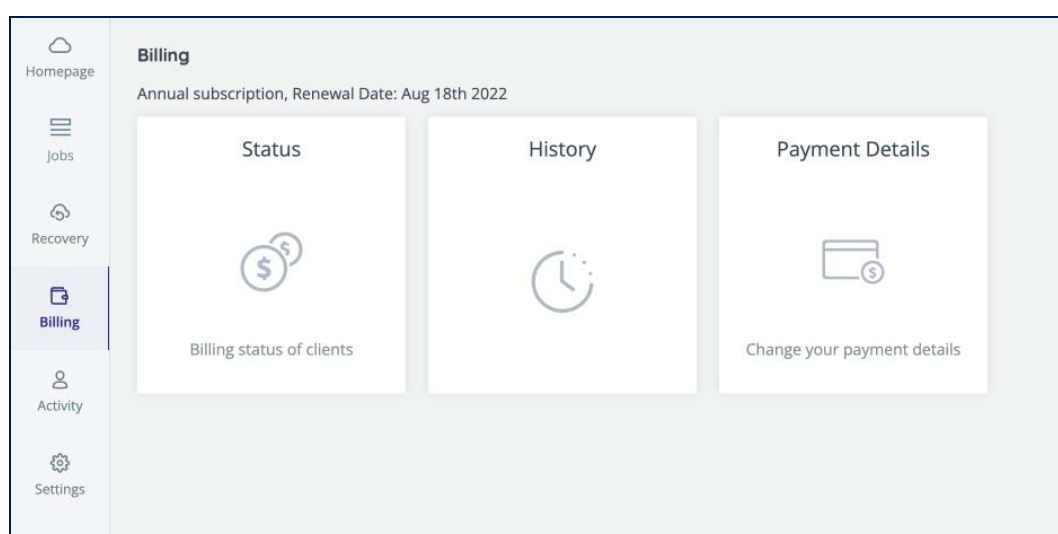 Homepage
Jobs
Recovery
Billing
Activity
Settings
Billing
Annual subscription, Renewal Date: Aug 18th 2022
Status
$
$
Billing status of clients
History
Payment Details
$
Change your payment details